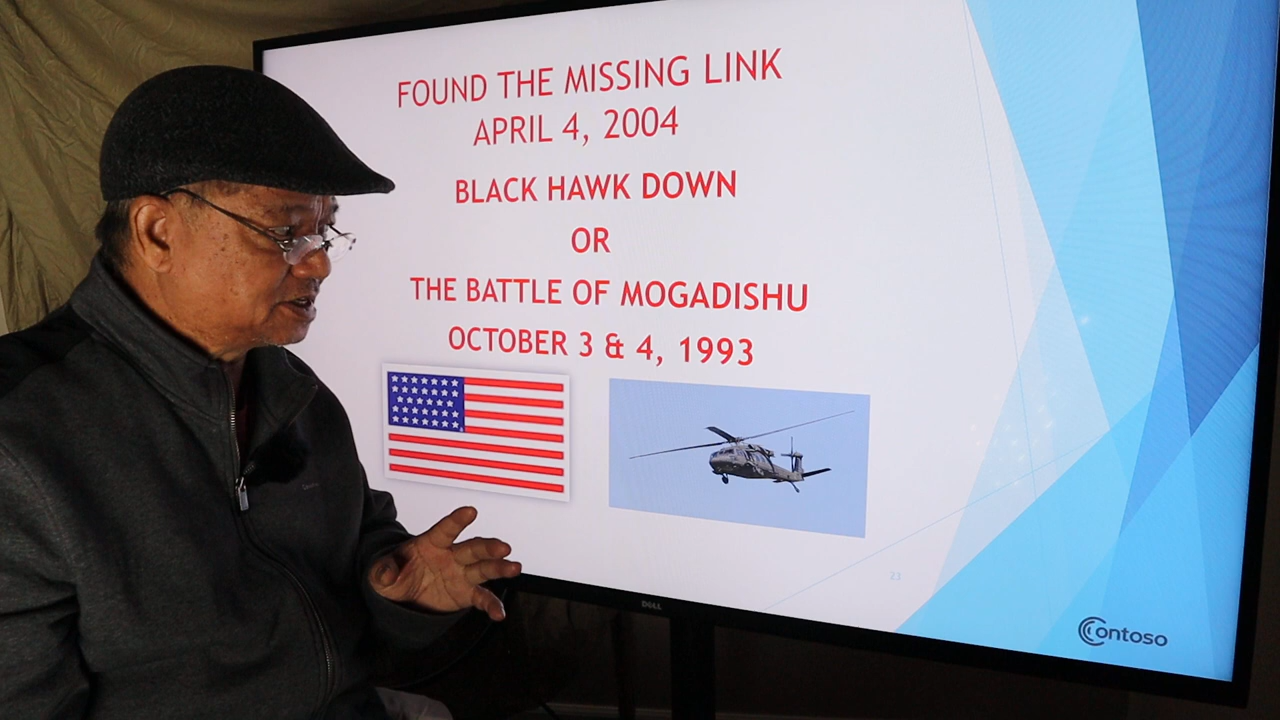 FOUND THE MISSING LINK
APRIL 4, 2004
BLACK HAWK DOWN
OR
THE BATTLE OF MOGADISHU
OCTOBER 3 & 4, 1993
23
Contoso
DELL